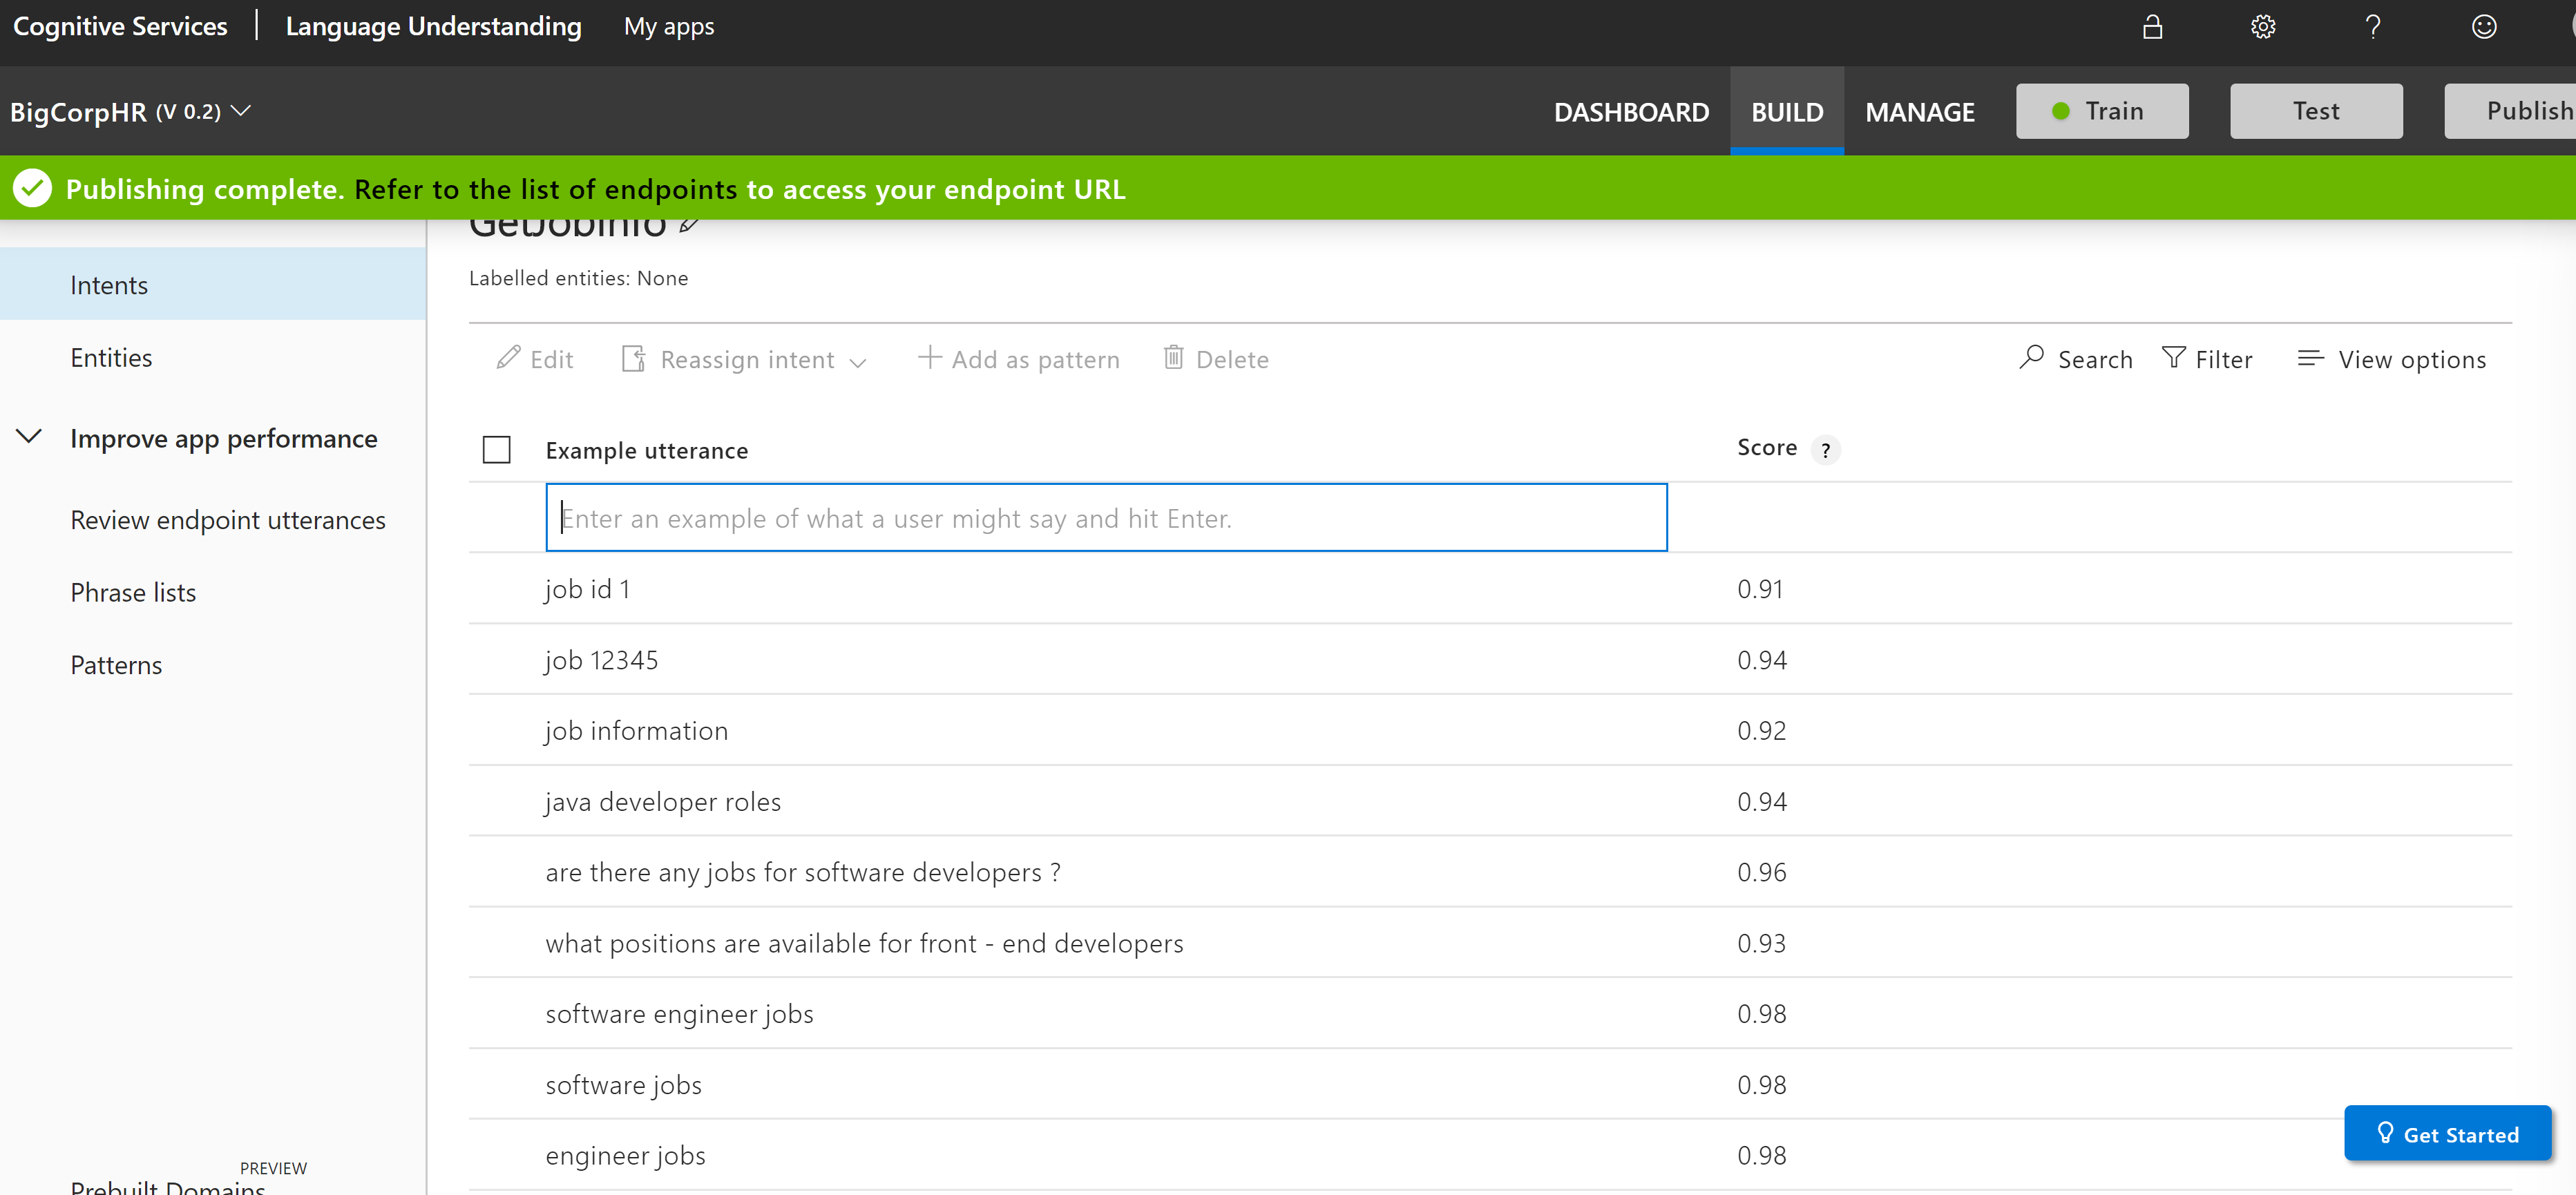 Cognitive Services | Language Understanding My apps
BigCorpHR (V 0.2) DASHBOARD BUILD MANAGE Train Test Publish
Publishing complete. Refer to the list of endpoints to access your endpoint URL
GetJobInfo
Labelled entities: None
Intents
Entities
Improve app performance
Review endpoint utterances
Phrase lists
Patterns
PREVIEW
Prebuilt Domains
Edit Reassign intent Add as pattern Delete Search Filter View options
Example utterance Score ?
Enter an example of what a user might say and hit Enter.
job id 1 0.91
job 12345 0.94
job information 0.92
java developer roles 0.94
are there any jobs for software developers ? 0.96
what positions are available for front - end developers 0.93
software engineer jobs 0.98
software jobs 0.98
engineer jobs 0.98
Get Started